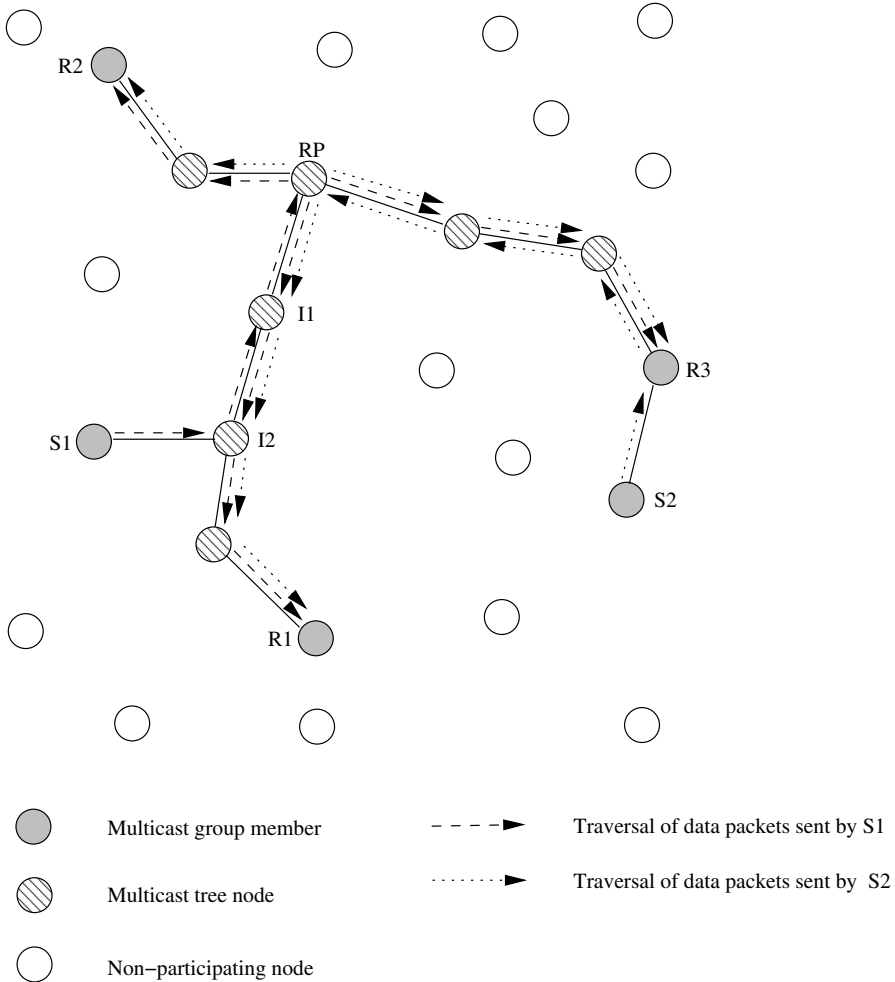 R2
RP
I1
R3
S1
I2
S2
R1
Multicast group member
Traversal of data packets sent by S1
Multicast tree node
Traversal of data packets sent by S2
Non−participating node